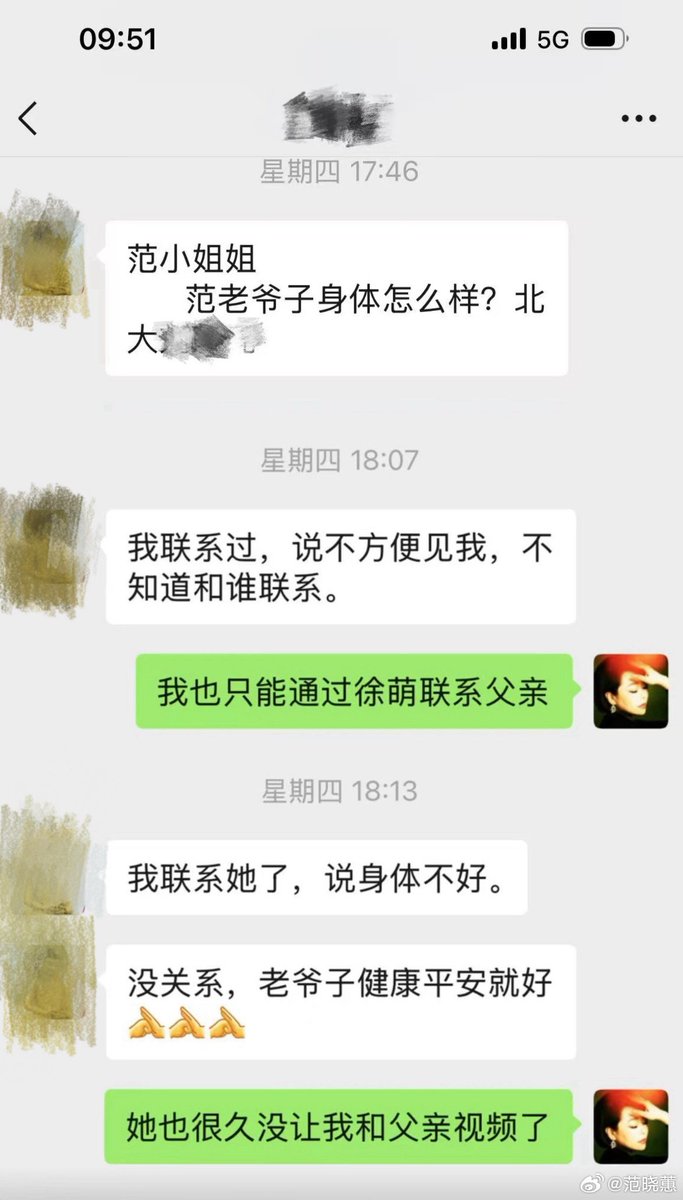 09:51
5G
星期四 17:46
范小姐姐
范老爷子身体怎么样？北
大
星期四 18:07
我联系过，说不方便见我，不
知道和谁联系。
我也只能通过徐萌联系父亲
星期四 18:13
我联系她了，说身体不好。
没关系，老爷子健康平安就好
她也很久没让我和父亲视频了
@范晓蕙